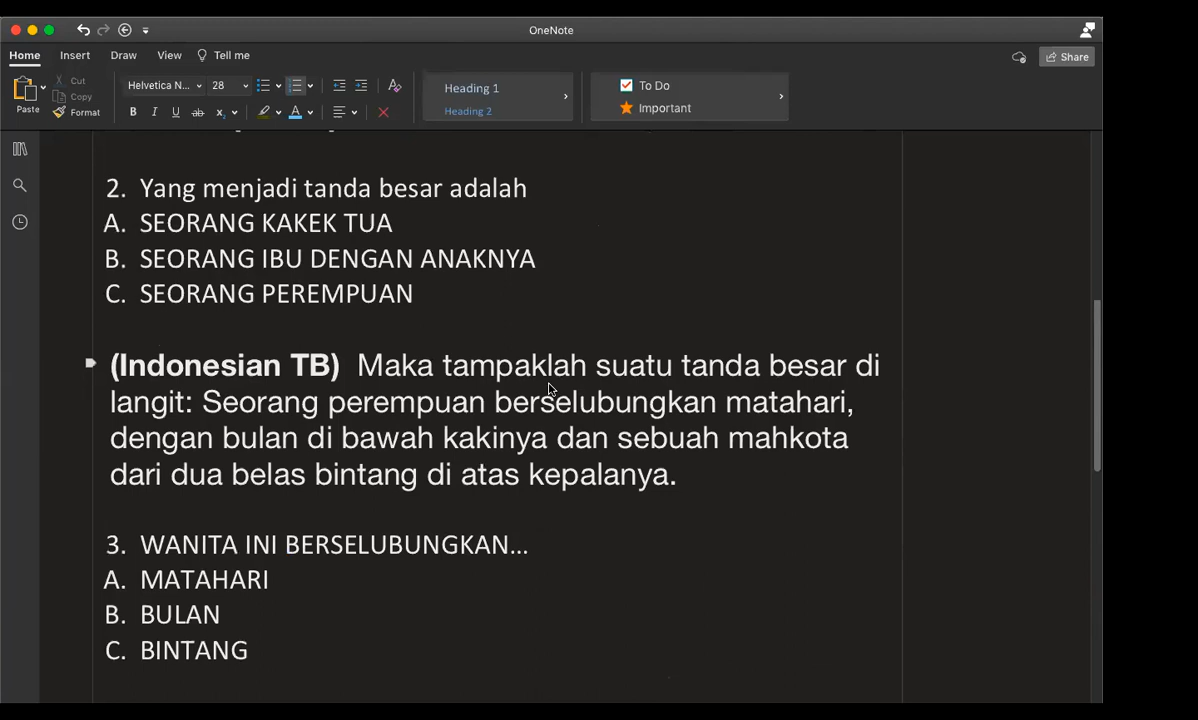 OneNote
Home Insert Draw View Tell me
Share
Paste
Cut
Copy
Format
Helvetica N... 28
B I U ab X₂ A
Heading 1
Heading 2
To Do
Important
2. Yang menjadi tanda besar adalah
A. SEORANG KAKEK TUA
B. SEORANG IBU DENGAN ANAKNYA
C. SEORANG PEREMPUAN
(Indonesian TB) Maka tampaklah suatu tanda besar di
langit: Seorang perempuan berselubungkan matahari,
dengan bulan di bawah kakinya dan sebuah mahkota
dari dua belas bintang di atas kepalanya.
3. WANITA INI BERSELUBUNGKAN...
A. MATAHARI
B. BULAN
C. BINTANG